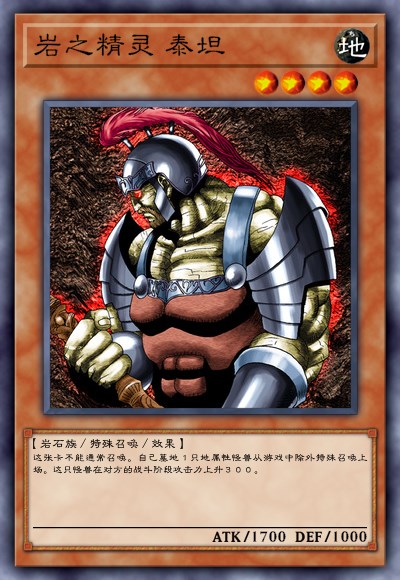 岩之精灵 泰坦
地
【岩石族／特殊召唤／效果】
这张卡不能通常召唤。自己墓地１只地属性怪兽从游戏中除外特殊召唤上
场。这只怪兽在对方的战斗阶段攻击力上升３００。
ATK/1700 DEF/1000